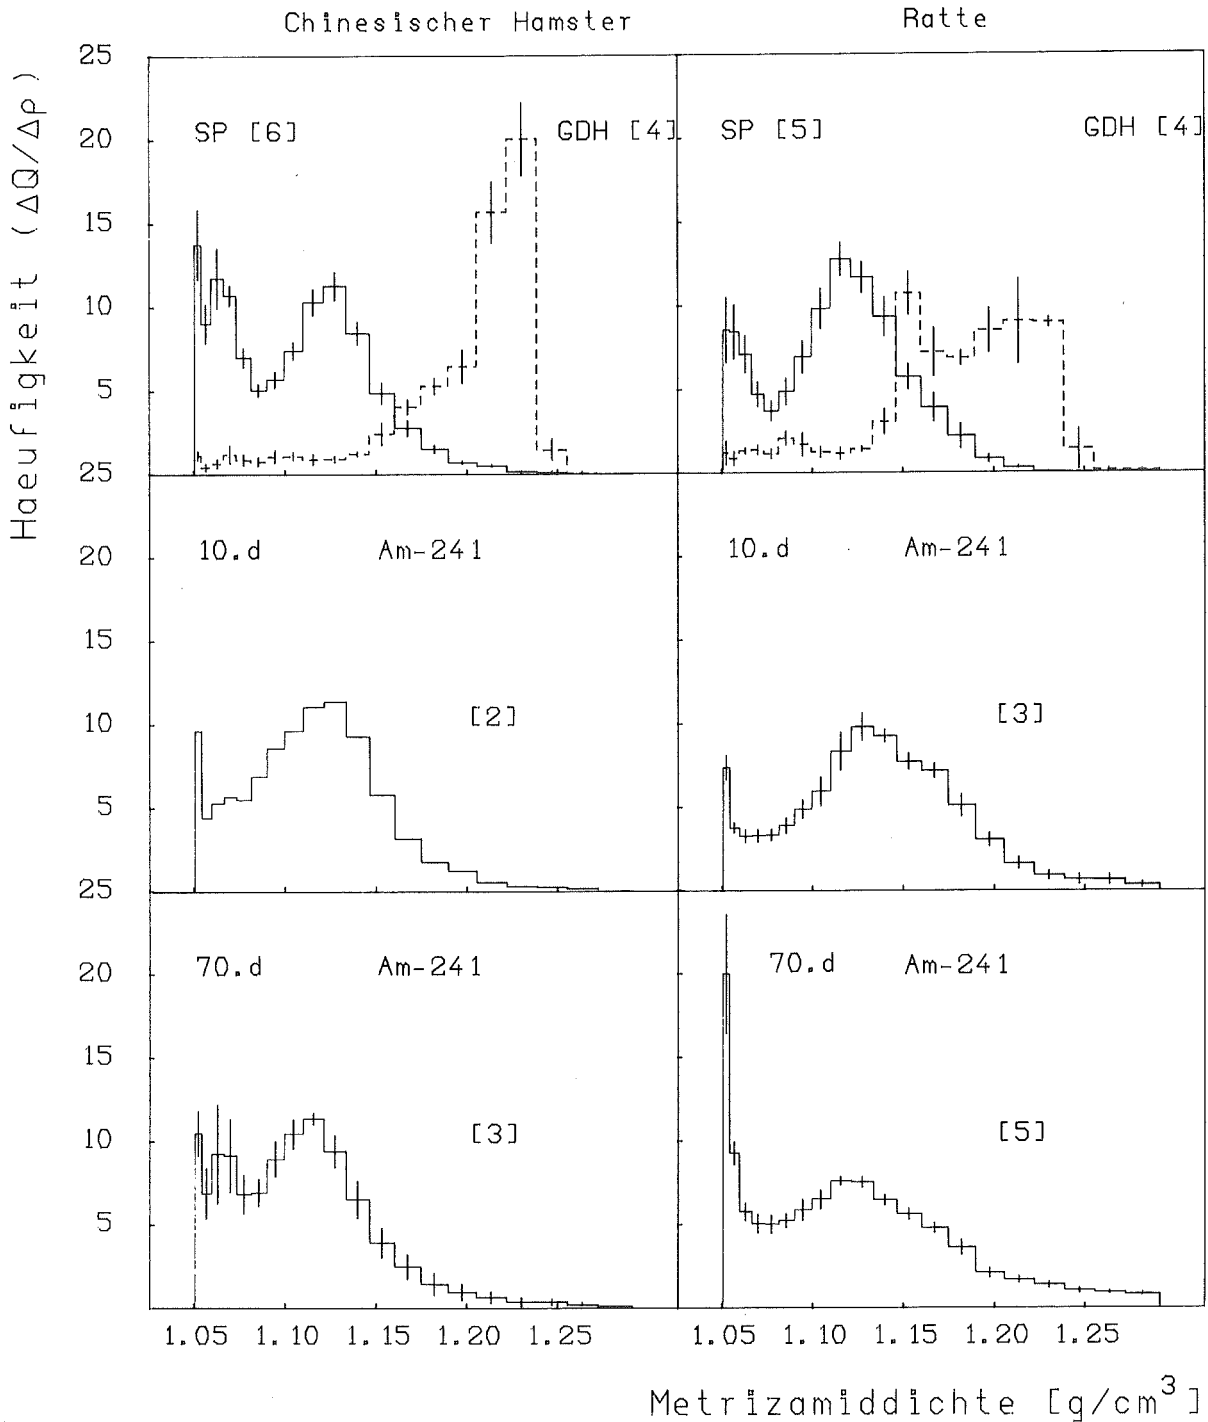 Chinesischer Hamster
Ratte
Haeufigkeit (ΔQ/Δρ)
25
20
15
10
5
SP [6]
GDH [4]
SP [5]
GDH [4]
25
20
15
10
5
10.d Am-241
[2]
10.d Am-241
[3]
25
20
15
10
5
70.d Am-241
[3]
70.d Am-241
[5]
1.05 1.10 1.15 1.20 1.25
1.05 1.10 1.15 1.20 1.25
Metrizamiddichte [g/cm³]